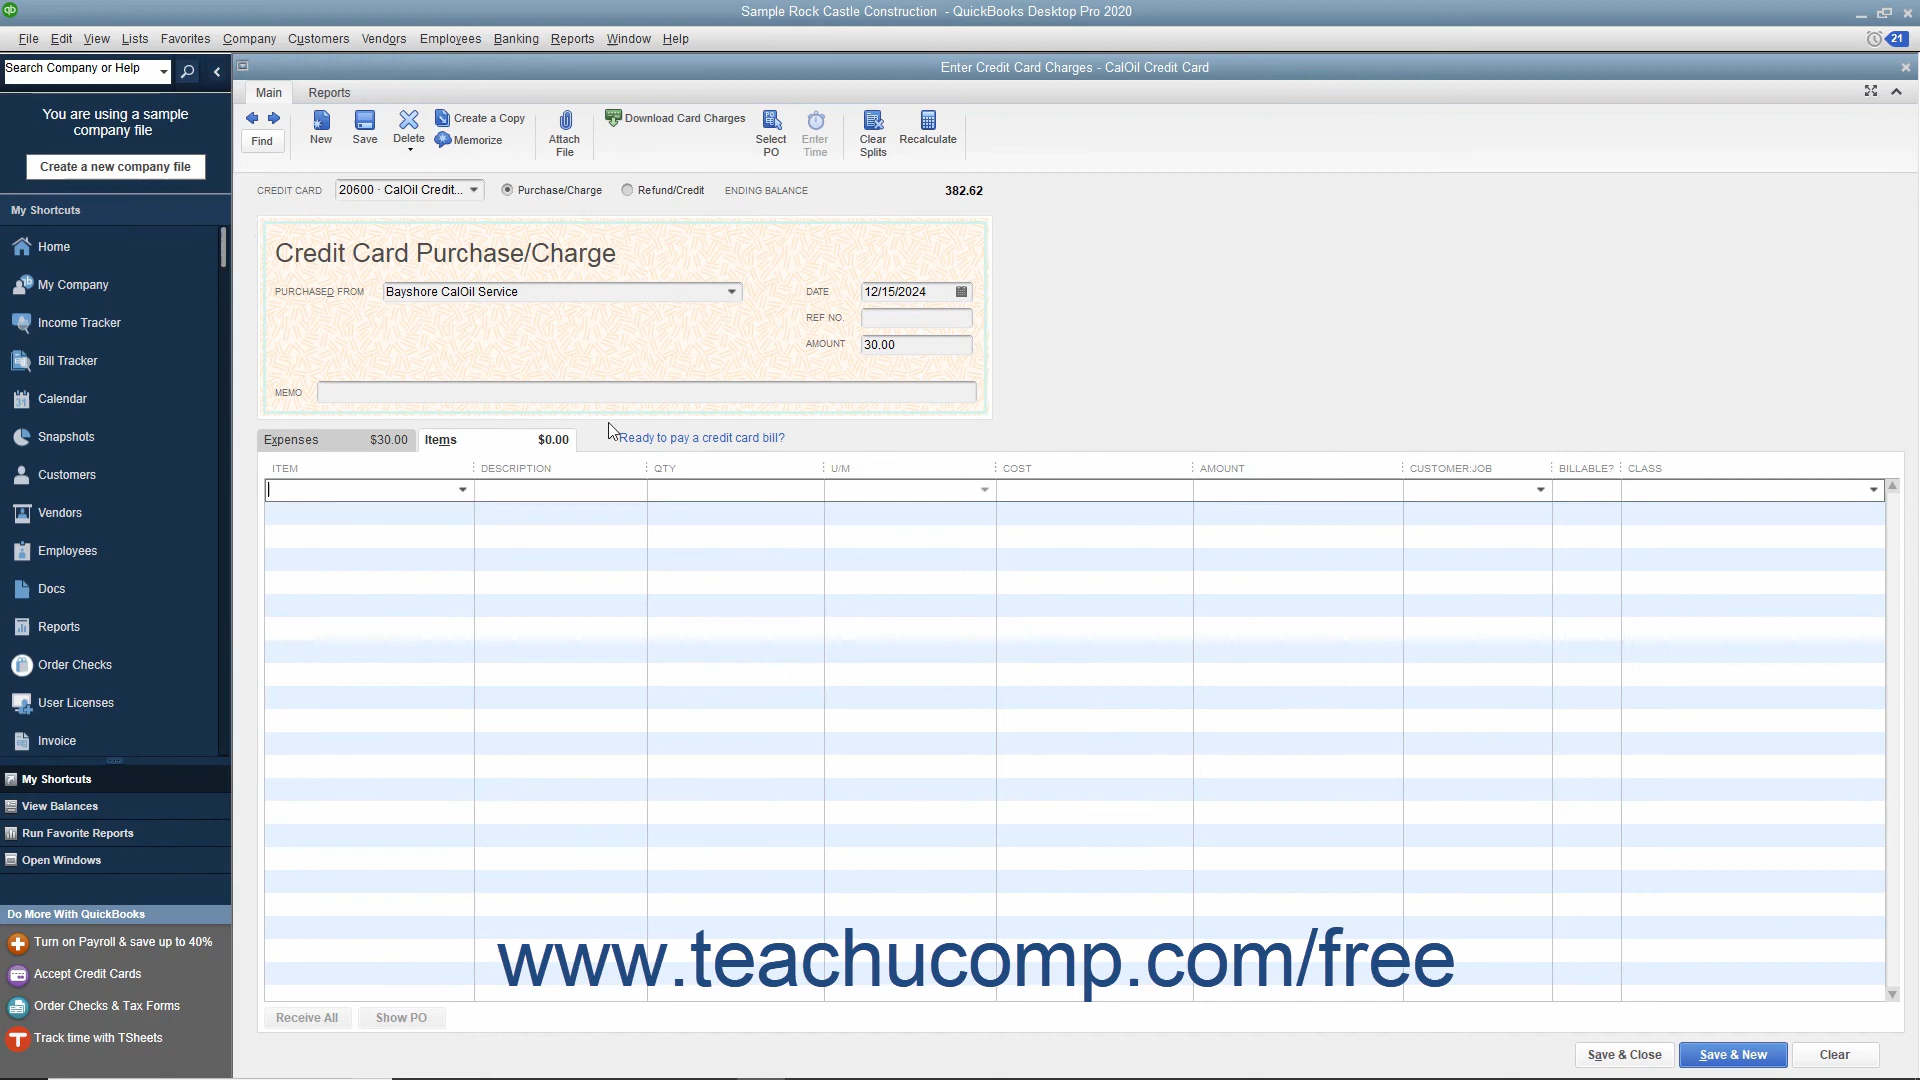 Sample Rock Castle Construction - QuickBooks Desktop Pro 2020
File Edit View Lists Favorites Company Customers Vendors Employees Banking Reports Window Help
21
Search Company or Help
Enter Credit Card Charges - CalOil Credit Card
You are using a sample
company file
Create a new company file
Main Reports
Find
New
Save
Delete
Create a Copy
Memorize
Attach
File
Download Card Charges
Select
PO
Enter
Time
Clear
Splits
Recalculate
CREDIT CARD 20600 · CalOil Credit... Purchase/Charge Refund/Credit ENDING BALANCE 382.62
Credit Card Purchase/Charge
PURCHASED FROM Bayshore CalOil Service
DATE 12/15/2024
REF NO.
AMOUNT 30.00
MEMO
Expenses $30.00 Items $0.00 Ready to pay a credit card bill?
ITEM DESCRIPTION QTY U/M COST AMOUNT CUSTOMER:JOB BILLABLE? CLASS
My Shortcuts
Home
My Company
Income Tracker
Bill Tracker
31 Calendar
Snapshots
Customers
Vendors
Employees
Docs
Reports
Order Checks
User Licenses
Invoice
My Shortcuts
View Balances
Run Favorite Reports
Open Windows
Do More With QuickBooks
Turn on Payroll & save up to 40%
Accept Credit Cards
Order Checks & Tax Forms
Track time with TSheets
www.teachucomp.com/free
Receive All Show PO
Save & Close Save & New Clear